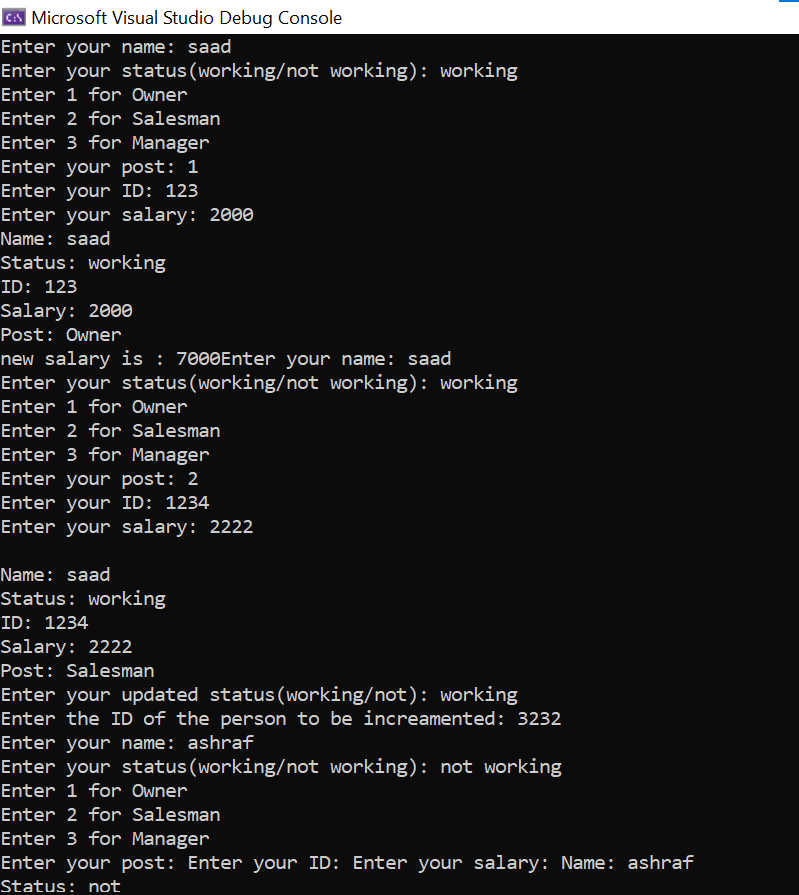 Microsoft Visual Studio Debug Console
Enter your name: saad
Enter your status(working/not working): working
Enter 1 for Owner
Enter 2 for Salesman
Enter 3 for Manager
Enter your post: 1
Enter your ID: 123
Enter your salary: 2000
Name: saad
Status: working
ID: 123
Salary: 2000
Post: Owner
new salary is : 7000Enter your name: saad
Enter your status(working/not working): working
Enter 1 for Owner
Enter 2 for Salesman
Enter 3 for Manager
Enter your post: 2
Enter your ID: 1234
Enter your salary: 2222
Name: saad
Status: working
ID: 1234
Salary: 2222
Post: Salesman
Enter your updated status(working/not): working
Enter the ID of the person to be increamented: 3232
Enter your name: ashraf
Enter your status(working/not working): not working
Enter 1 for Owner
Enter 2 for Salesman
Enter 3 for Manager
Enter your post: Enter your ID: Enter your salary: Name: ashraf
Status: not